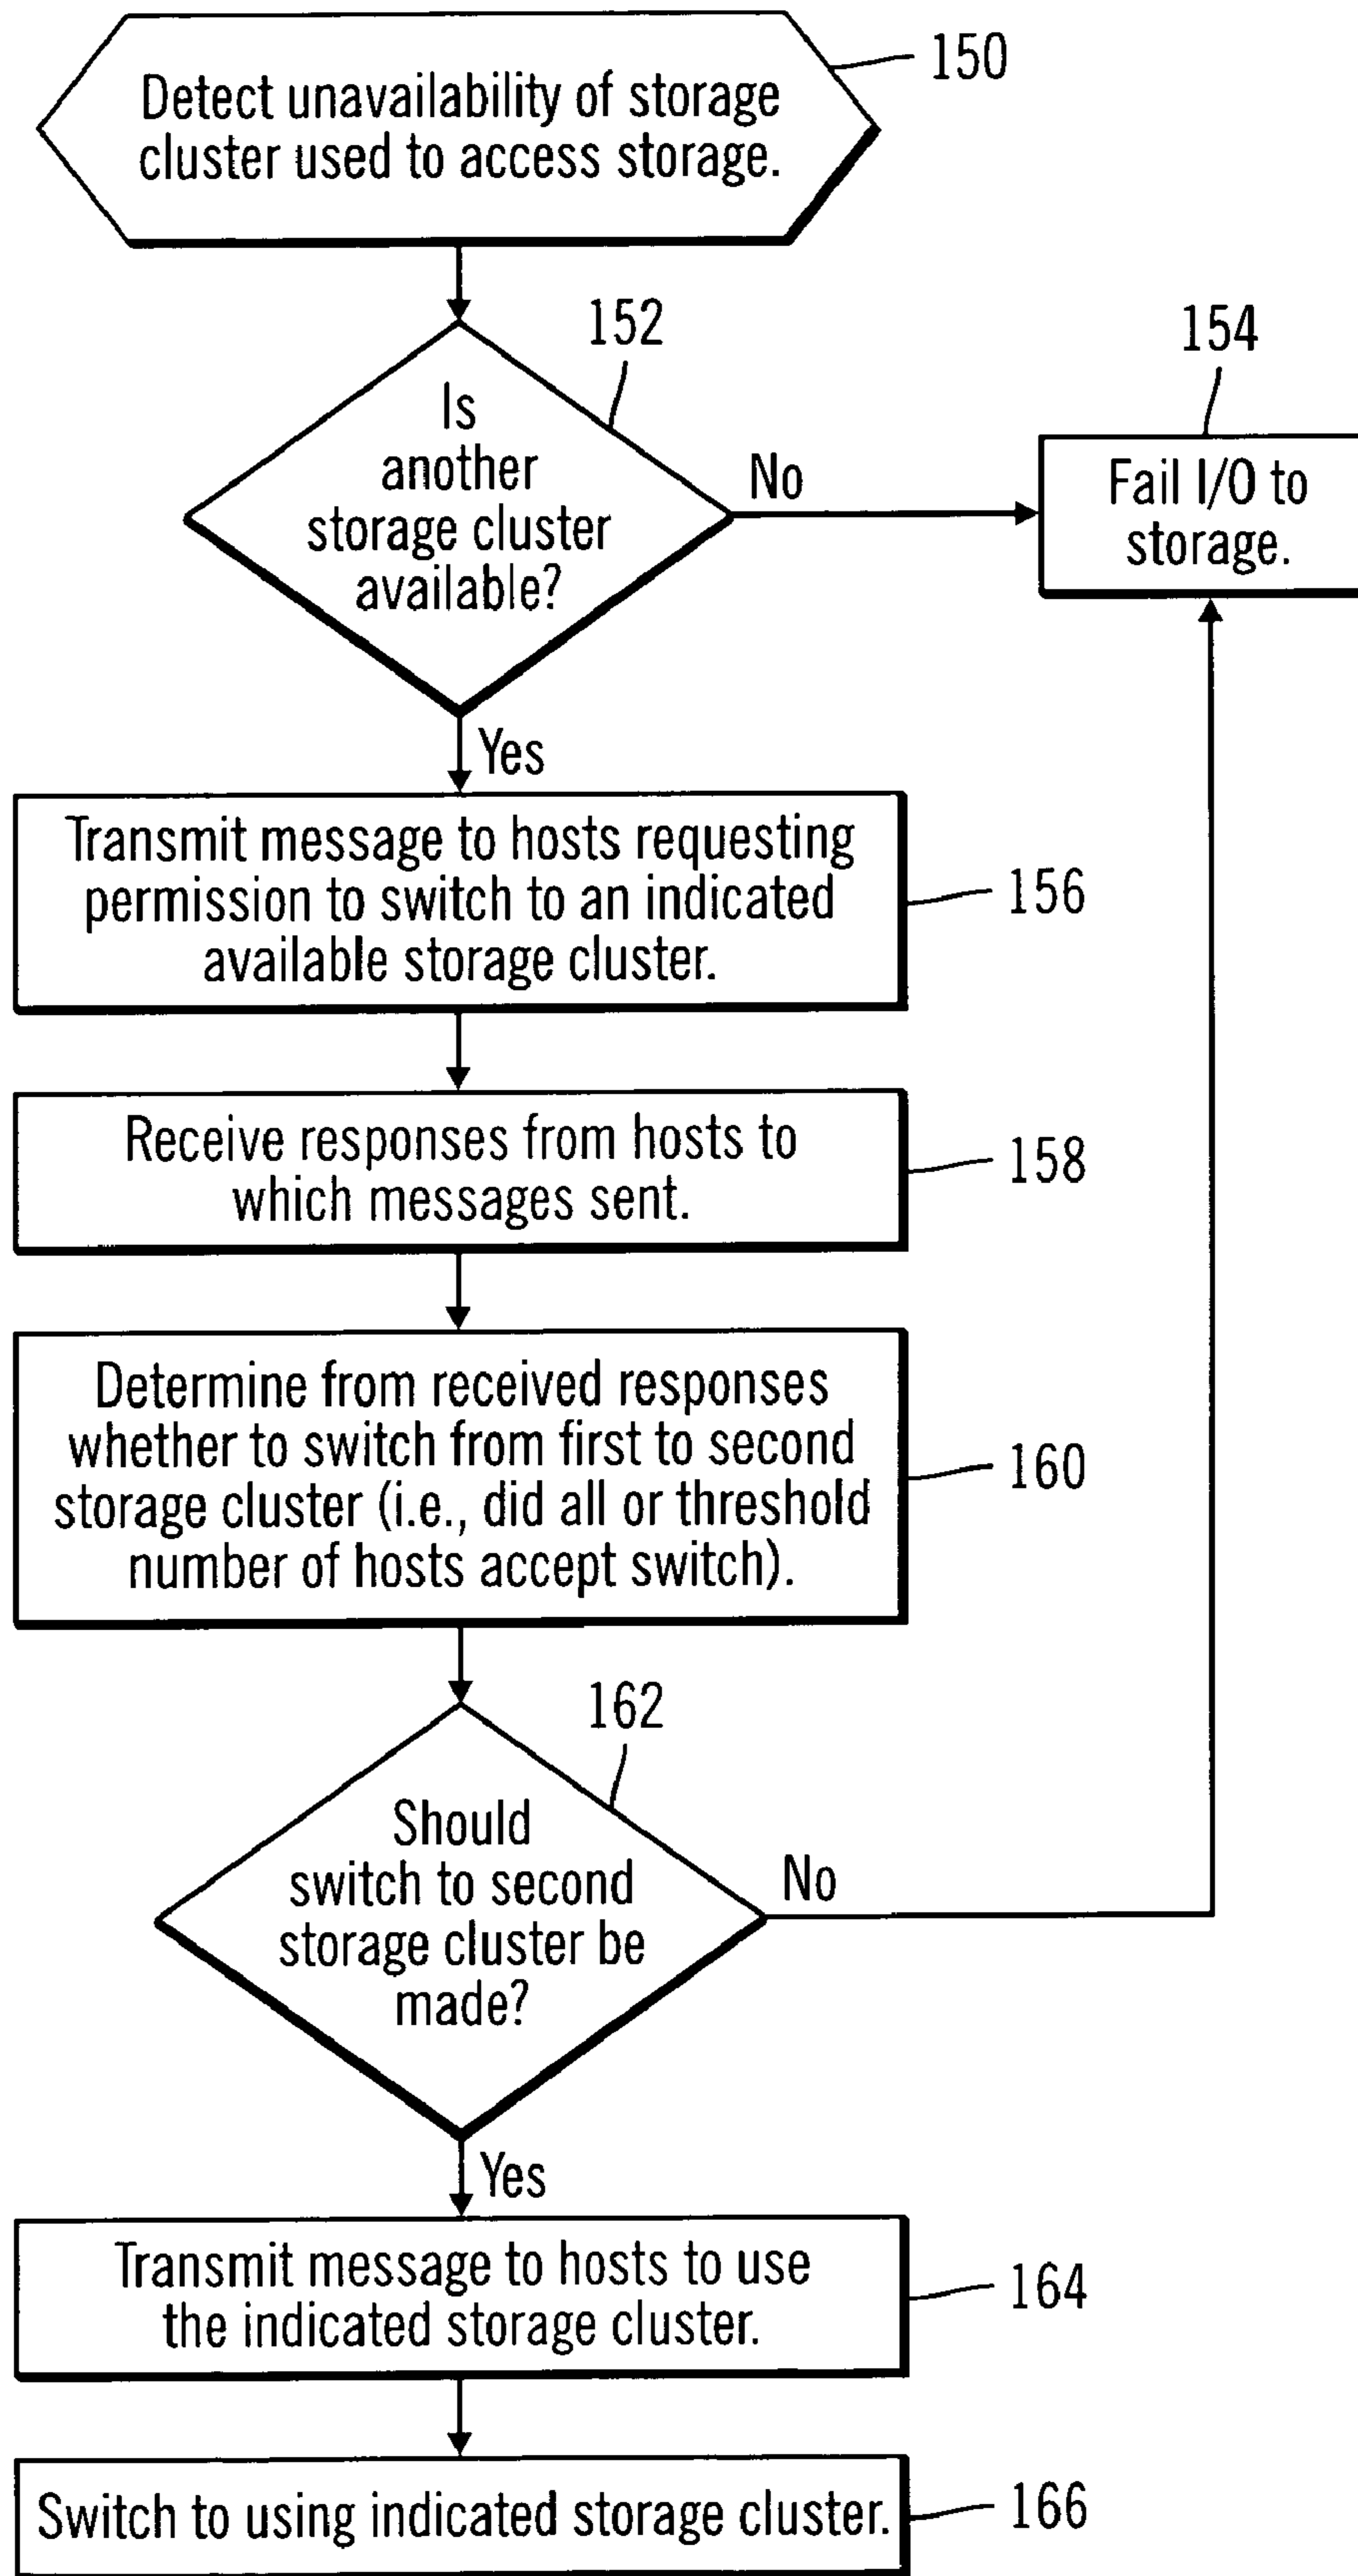 Detect unavailability of storage
cluster used to access storage.
150
152
Is
another
storage cluster
available?
No
154
Fail I/O to
storage.
Yes
Transmit message to hosts requesting
permission to switch to an indicated
available storage cluster.
156
Receive responses from hosts to
which messages sent.
158
Determine from received responses
whether to switch from first to second
storage cluster (i.e., did all or threshold
number of hosts accept switch).
160
162
Should
switch to second
storage cluster be
made?
No
Yes
Transmit message to hosts to use
the indicated storage cluster.
164
Switch to using indicated storage cluster.
166